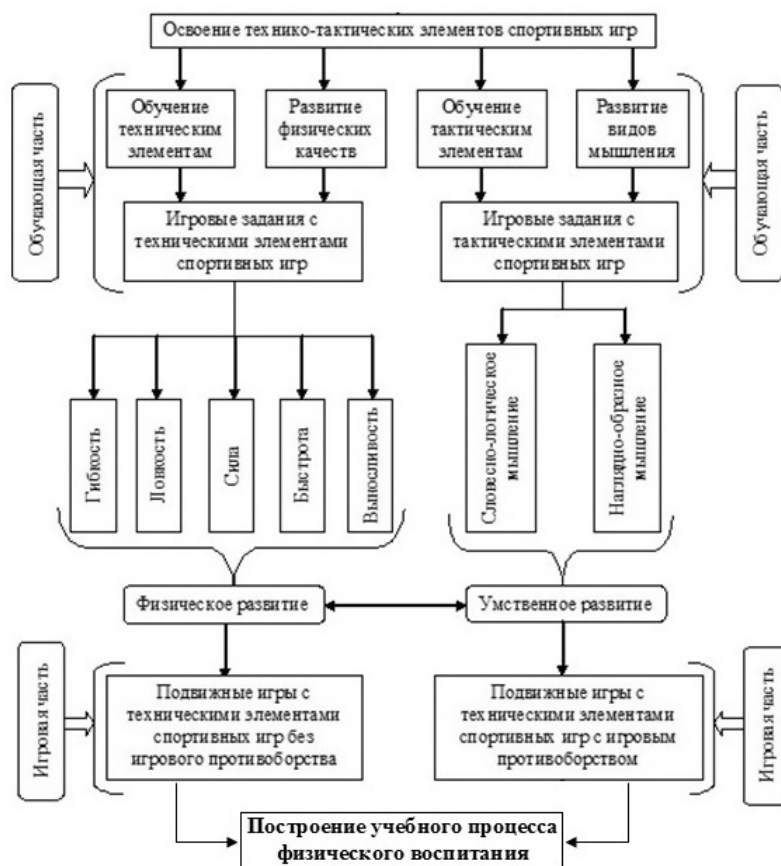 Освоение технико-тактических элементов спортивных игр
Обучающая часть
Обучение
техническим
элементам
Развитие
физических
качеств
Обучение
тактическим
элементам
Развитие
видов
мышления
Обучающая часть
Игровые задания с
техническими элементами
спортивных игр
Игровые задания с
тактическими элементами
спортивных игр
Гибкость
Ловкость
Сила
Быстрота
Выносливость
Словесно-логическое
мышление
Наглядно-образное
мышление
Физическое развитие
Умственное развитие
Игровая часть
Подвижные игры с
техническими элементами
спортивных игр без
игрового противоборства
Подвижные игры с
техническими элементами
спортивных игр с игровым
противоборством
Игровая часть
Построение учебного процесса
физического воспитания